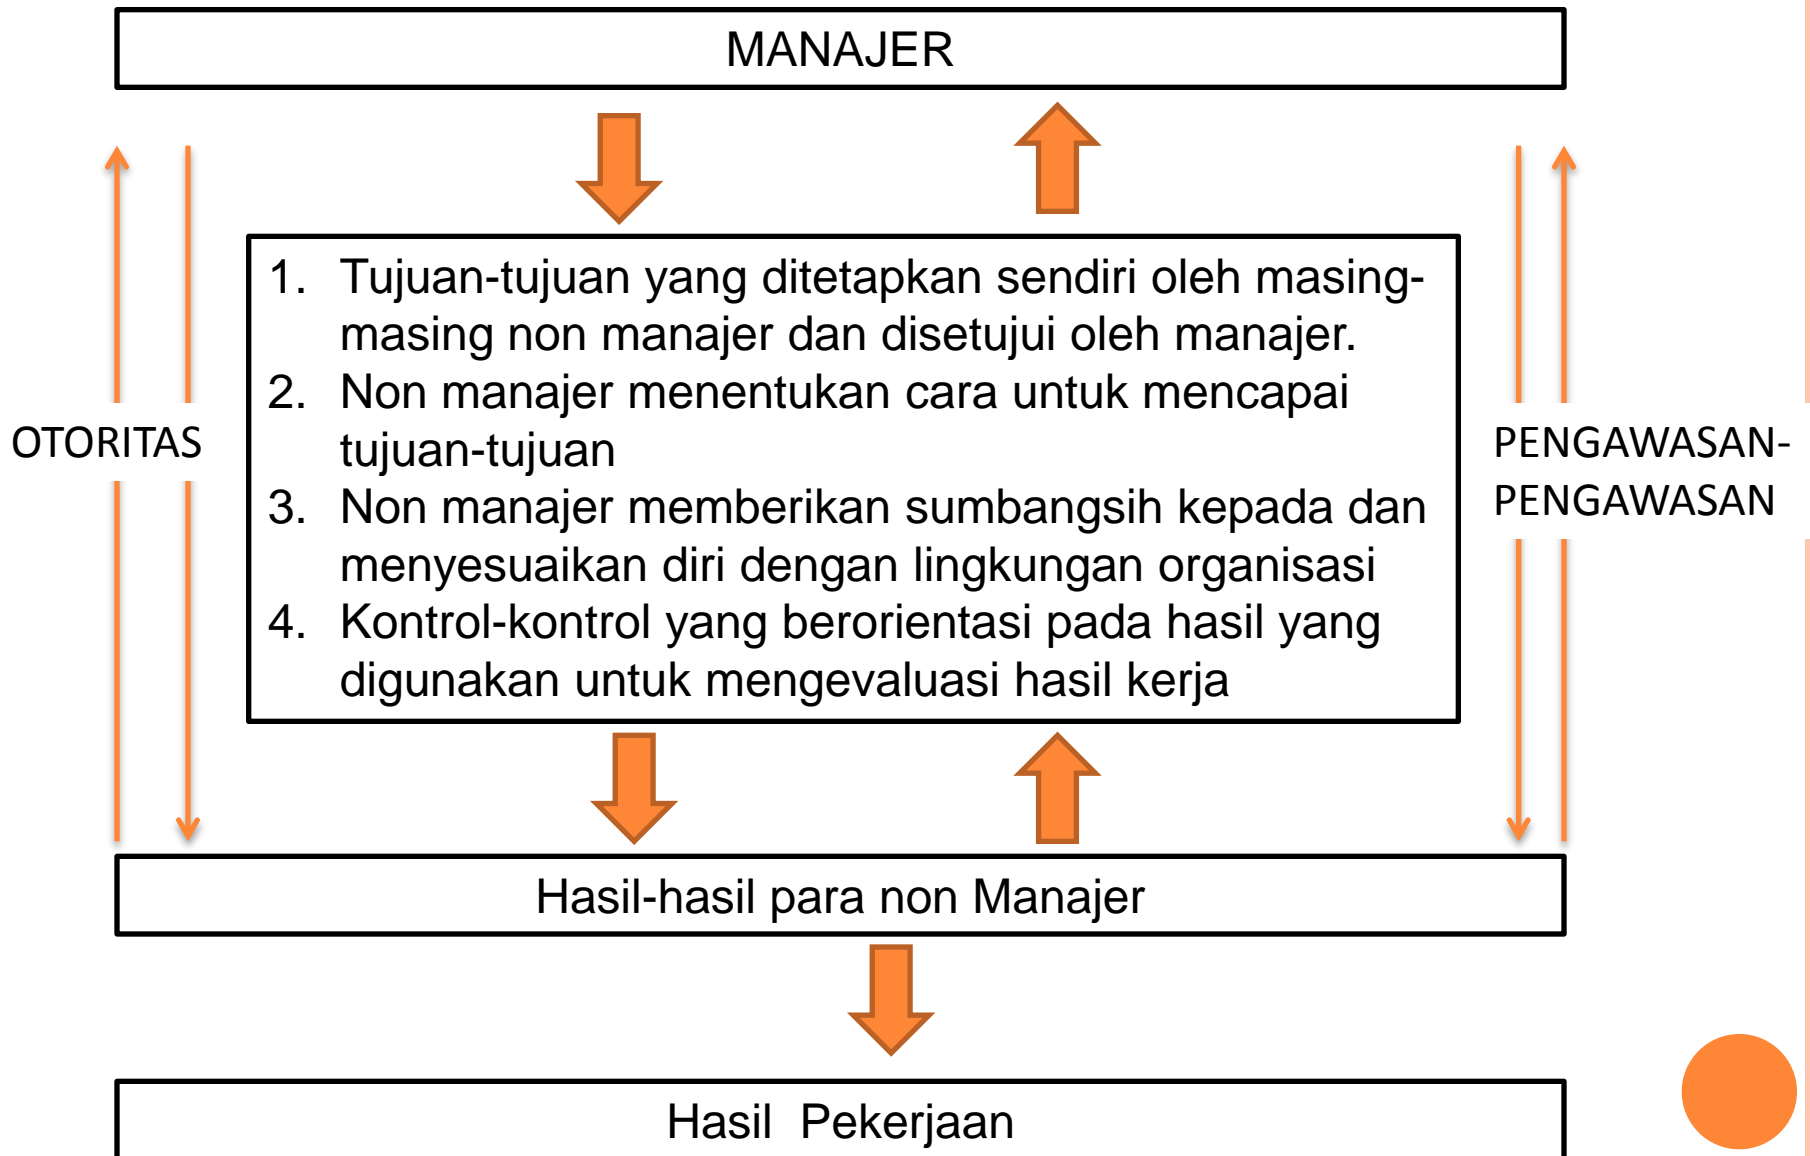 MANAJER
1. Tujuan-tujuan yang ditetapkan sendiri oleh masing-
masing non manajer dan disetujui oleh manajer.
2. Non manajer menentukan cara untuk mencapai
tujuan-tujuan
3. Non manajer memberikan sumbangsih kepada dan
menyesuaikan diri dengan lingkungan organisasi
4. Kontrol-kontrol yang berorientasi pada hasil yang
digunakan untuk mengevaluasi hasil kerja
OTORITAS
PENGAWASAN-
PENGAWASAN
Hasil-hasil para non Manajer
Hasil  Pekerjaan